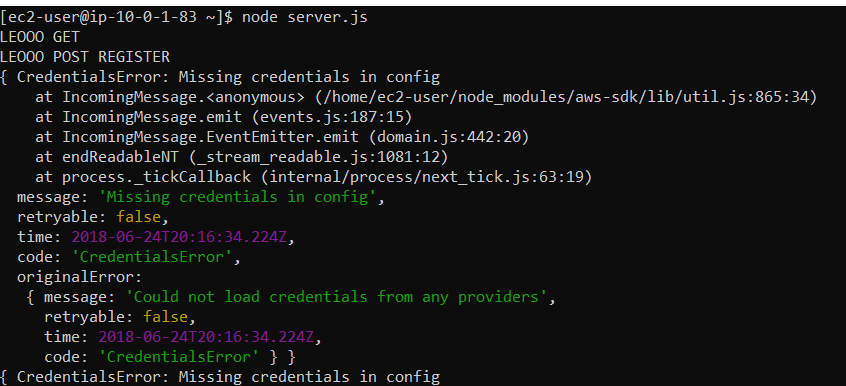 [ec2-user@ip-10-0-1-83 ~]$ node server.js
LEOOO GET
LEOOO POST REGISTER
{ CredentialsError: Missing credentials in config
    at IncomingMessage.<anonymous> (/home/ec2-user/node_modules/aws-sdk/lib/util.js:865:34)
    at IncomingMessage.emit (events.js:187:15)
    at IncomingMessage.EventEmitter.emit (domain.js:442:20)
    at endReadableNT (_stream_readable.js:1081:12)
    at process._tickCallback (internal/process/next_tick.js:63:19)
  message: 'Missing credentials in config',
  retryable: false,
  time: 2018-06-24T20:16:34.224Z,
  code: 'CredentialsError',
  originalError:
   { message: 'Could not load credentials from any providers',
     retryable: false,
     time: 2018-06-24T20:16:34.224Z,
     code: 'CredentialsError' } }
{ CredentialsError: Missing credentials in config